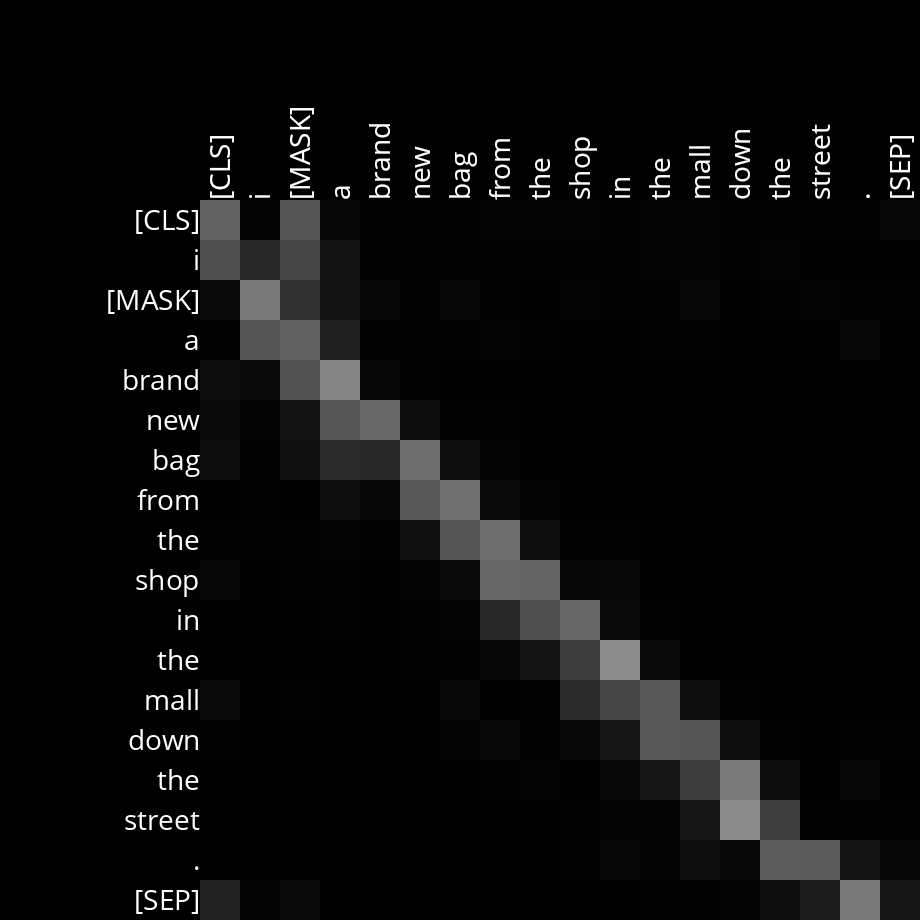 [CLS] i [MASK] a brand new bag from the shop in the mall down the street . [SEP]
[CLS]
i
[MASK]
a
brand
new
bag
from
the
shop
in
the
mall
down
the
street
.
[SEP]